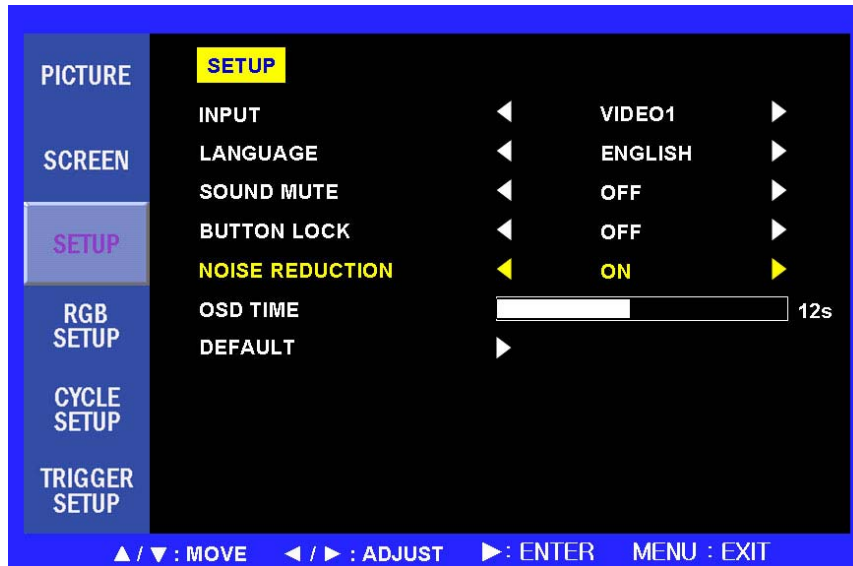 PICTURE
SCREEN
SETUP
RGB
SETUP
CYCLE
SETUP
TRIGGER
SETUP
SETUP
INPUT ◀ VIDEO1 ▶
LANGUAGE ◀ ENGLISH ▶
SOUND MUTE ◀ OFF ▶
BUTTON LOCK ◀ OFF ▶
NOISE REDUCTION ◀ ON ▶
OSD TIME 12s
DEFAULT ▶
▲ / ▼ : MOVE ◀ / ▶ : ADJUST ▶ : ENTER MENU : EXIT